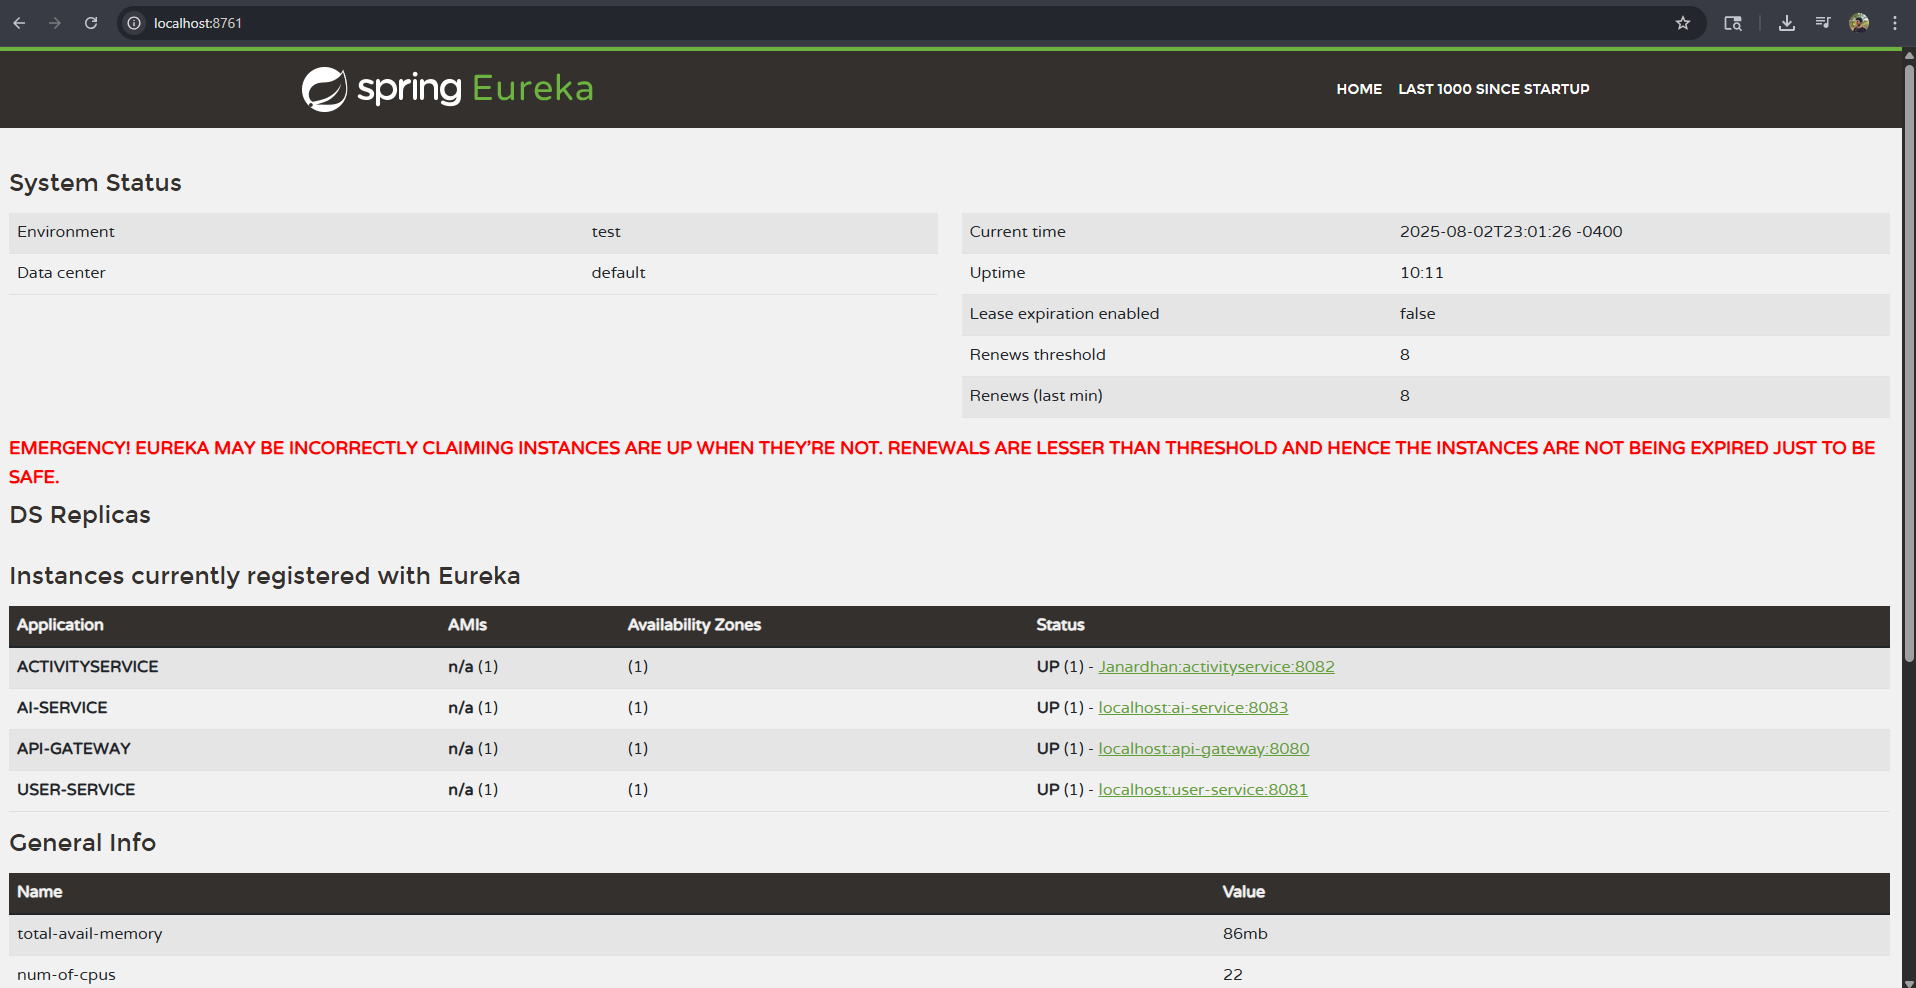 localhost:8761
spring Eureka
HOME LAST 1000 SINCE STARTUP
System Status
Environment test
Data center default
Current time 2025-08-02T23:01:26 -0400
Uptime 10:11
Lease expiration enabled false
Renews threshold 8
Renews (last min) 8
EMERGENCY! EUREKA MAY BE INCORRECTLY CLAIMING INSTANCES ARE UP WHEN THEY'RE NOT. RENEWALS ARE LESSER THAN THRESHOLD AND HENCE THE INSTANCES ARE NOT BEING EXPIRED JUST TO BE
SAFE.
DS Replicas
Instances currently registered with Eureka
Application AMIs Availability Zones Status
ACTIVITYSERVICE n/a (1) (1) UP (1) - Janardhan:activityservice:8082
AI-SERVICE n/a (1) (1) UP (1) - localhost:ai-service:8083
API-GATEWAY n/a (1) (1) UP (1) - localhost:api-gateway:8080
USER-SERVICE n/a (1) (1) UP (1) - localhost:user-service:8081
General Info
Name Value
total-avail-memory 86mb
num-of-cpus 22